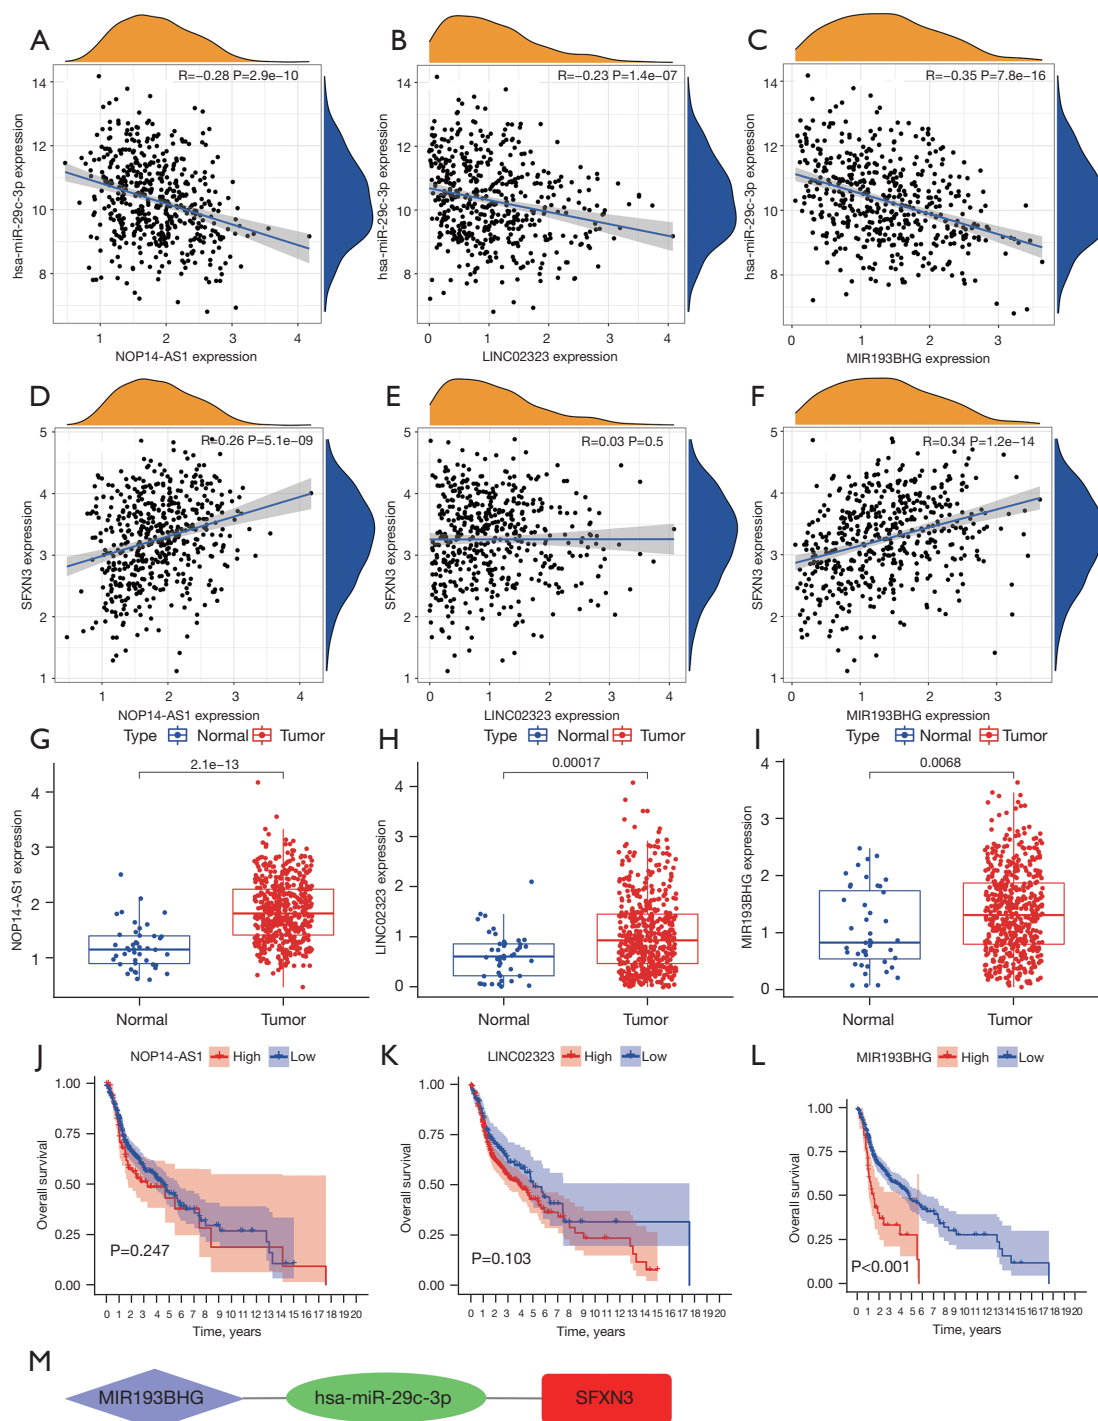 A
R=−0.28 P=2.9e−10
hsa-miR-29c-3p expression
14
12
10
8
1 2 3 4
NOP14-AS1 expression
B
R=−0.23 P=1.4e−07
hsa-miR-29c-3p expression
14
12
10
8
0 1 2 3 4
LINC02323 expression
C
R=−0.35 P=7.8e−16
hsa-miR-29c-3p expression
14
12
10
8
0 1 2 3
MIR193BHG expression
D
R=0.26 P=5.1e−09
SFXN3 expression
5
4
3
2
1
1 2 3 4
NOP14-AS1 expression
E
R=0.03 P=0.5
SFXN3 expression
5
4
3
2
1
0 1 2 3 4
LINC02323 expression
F
R=0.34 P=1.2e−14
SFXN3 expression
5
4
3
2
1
0 1 2 3
MIR193BHG expression
G
Type Normal Tumor
2.1e−13
NOP14-AS1 expression
4
3
2
1
Normal Tumor
H
Type Normal Tumor
0.00017
LINC02323 expression
4
3
2
1
0
Normal Tumor
I
Type Normal Tumor
0.0068
MIR193BHG expression
4
3
2
1
0
Normal Tumor
J
NOP14-AS1 High Low
Overall survival
1.00
0.75
0.50
0.25
0.00
P=0.247
0 1 2 3 4 5 6 7 8 9 10 11 12 13 14 15 16 17 18 19 20
Time, years
K
LINC02323 High Low
Overall survival
1.00
0.75
0.50
0.25
0.00
P=0.103
0 1 2 3 4 5 6 7 8 9 10 11 12 13 14 15 16 17 18 19 20
Time, years
L
MIR193BHG High Low
Overall survival
1.00
0.75
0.50
0.25
0.00
P<0.001
0 1 2 3 4 5 6 7 8 9 10 11 12 13 14 15 16 17 18 19 20
Time, years
M
MIR193BHG hsa-miR-29c-3p SFXN3